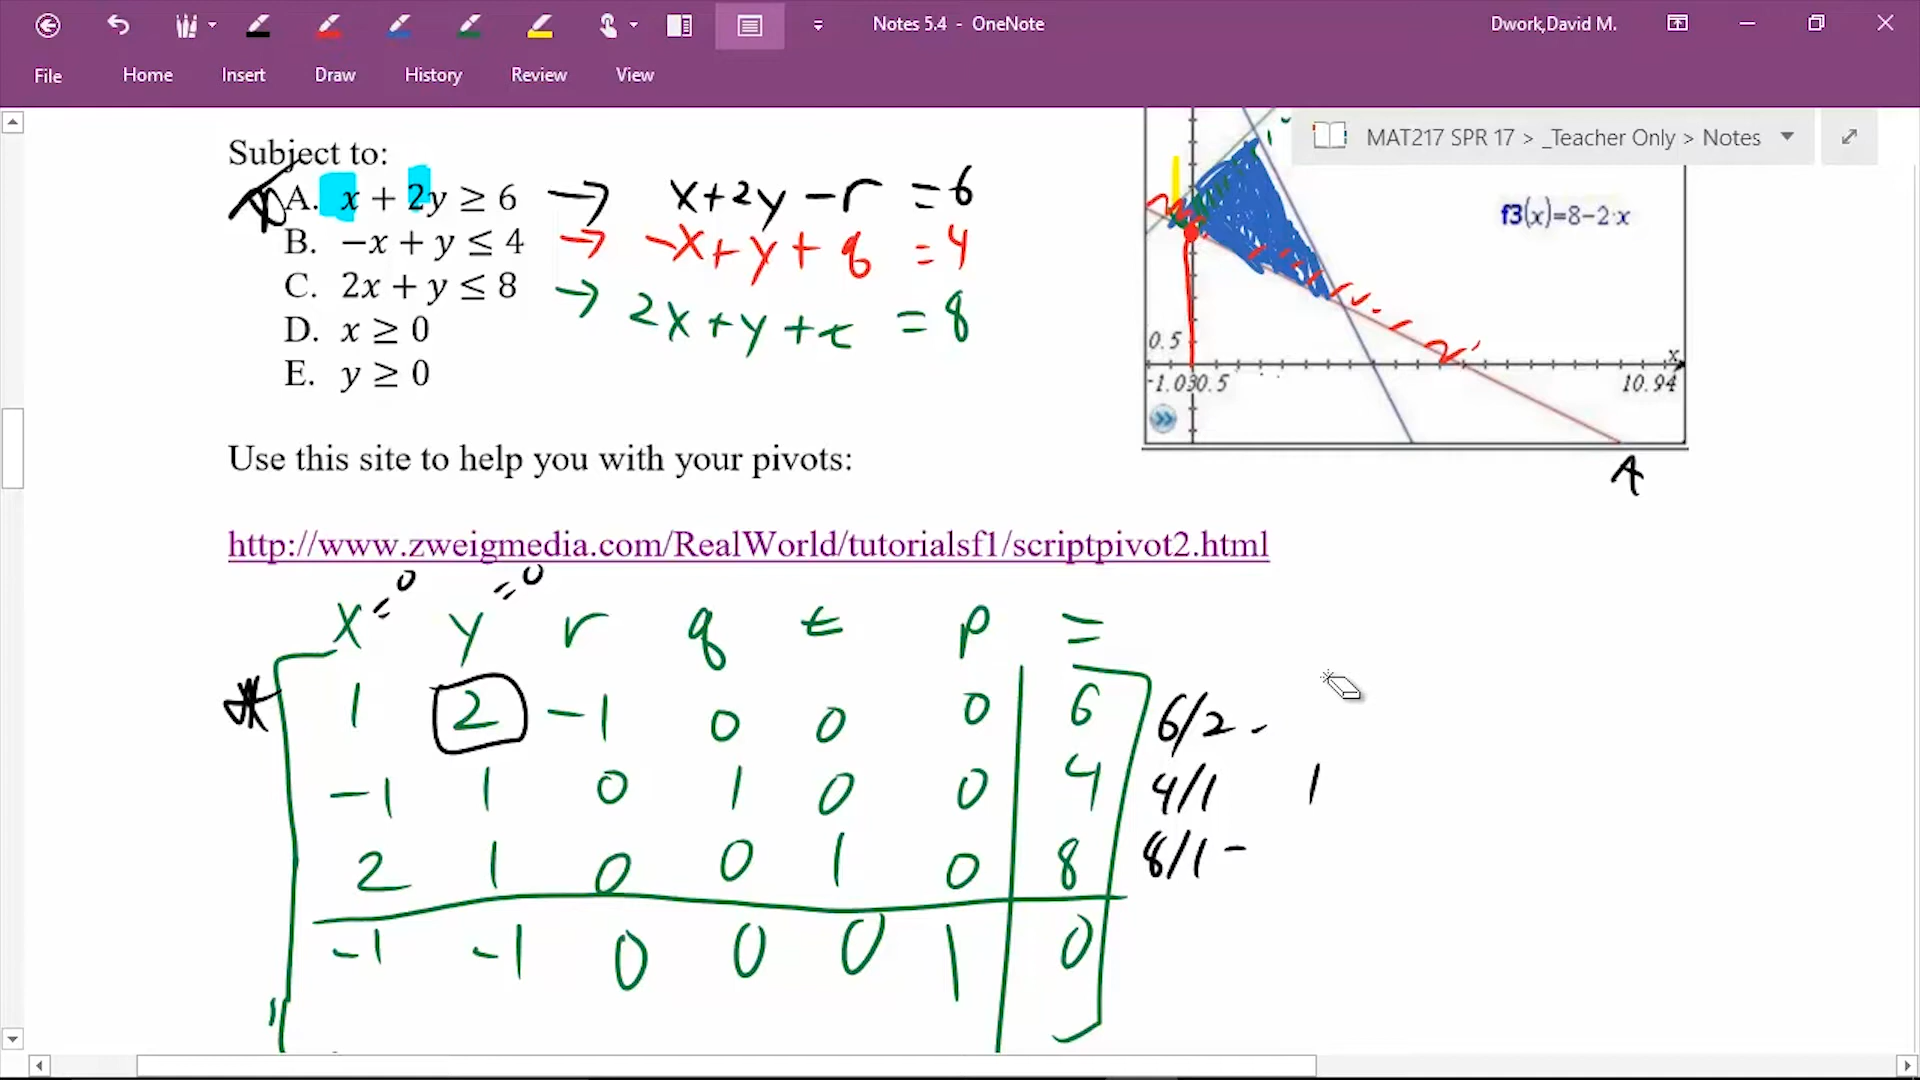 Notes 5.4 - OneNote
Dwork,David M.
File Home Insert Draw History Review View
MAT217 SPR 17 > _Teacher Only > Notes
Subject to:
A. x + 2y ≥ 6 → x+2y-r =6
B. −x + y ≤ 4 → -x+y+q =4
C. 2x + y ≤ 8 → 2x+y+t =8
D. x ≥ 0
E. y ≥ 0
f3(x)=8-2·x
0.5
x
-1.03 0.5
10.94
A
Use this site to help you with your pivots:
http://www.zweigmedia.com/RealWorld/tutorialsf1/scriptpivot2.html
x=0 y=0 r q t p =
1 2 -1 0 0 0 6 6/2 -
-1 1 0 1 0 0 4 4/1 1
2 1 0 0 1 0 8 8/1 -
-1 -1 0 0 0 1 0